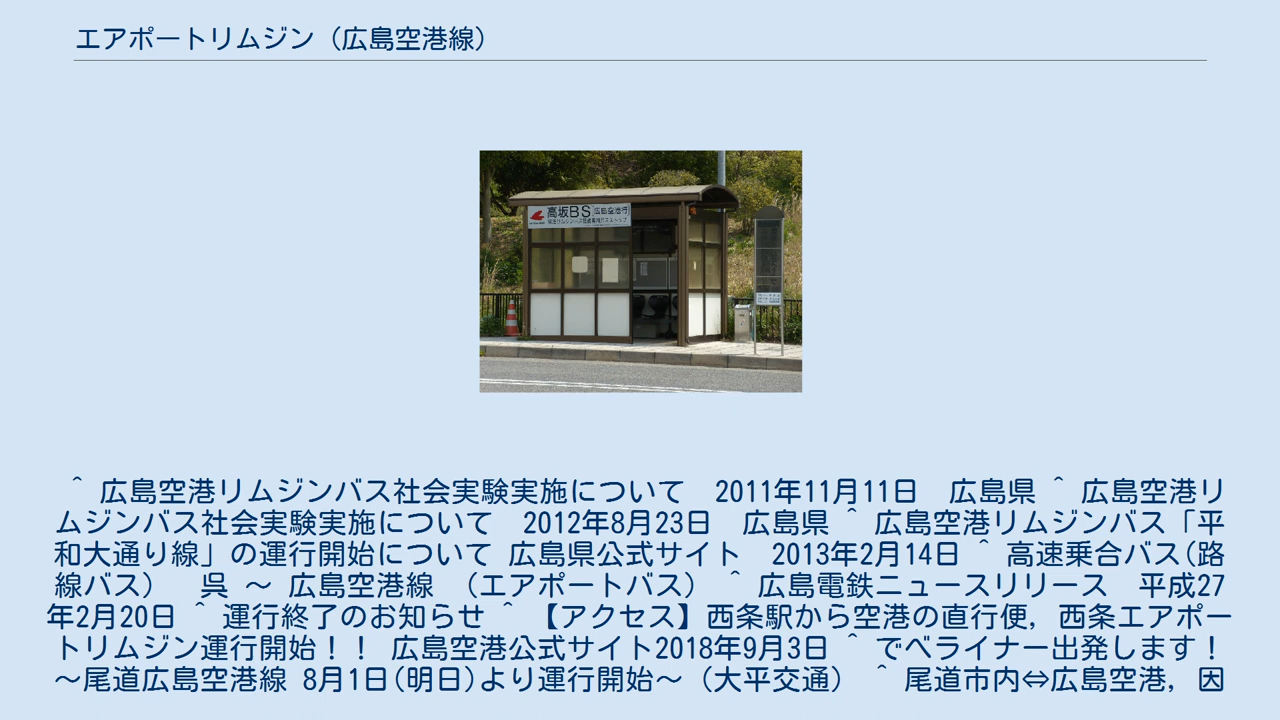 エアポートリムジン（広島空港線）
高坂BS(広島空港行)
^ 広島空港リムジンバス社会実験実施について　2011年11月11日　広島県 ^ 広島空港リ
ムジンバス社会実験実施について　2012年8月23日　広島県 ^ 広島空港リムジンバス「平
和大通り線」の運行開始について 広島県公式サイト　2013年2月14日 ^ 高速乗合バス(路
線バス)　呉 ～ 広島空港線 （エアポートバス） ^ 広島電鉄ニュースリリース　平成27
年2月20日 ^ 運行終了のお知らせ ^ 【アクセス】西条駅から空港の直行便，西条エアポー
トリムジン運行開始！！ 広島空港公式サイト2018年9月3日 ^ でべライナー出発します！
～尾道広島空港線 8月1日(明日)より運行開始～（大平交通） ^ 尾道市内⇔広島空港，因